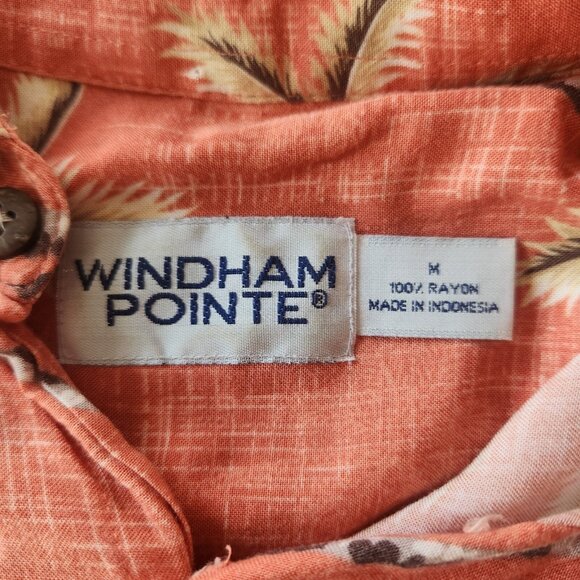 WINDHAM
POINTE®
M
100% RAYON
MADE IN INDONESIA